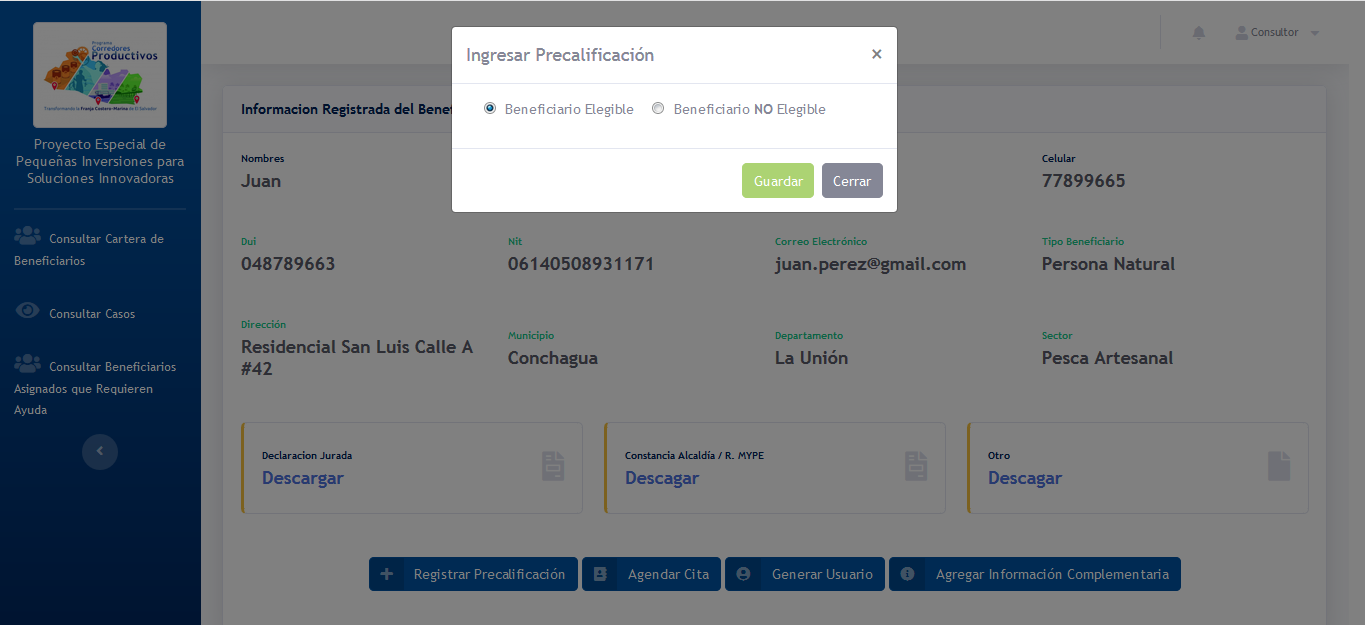 Programa
Corredores
Productivos
Transformando la Franja Costero-Marina de El Salvador
Proyecto Especial de
Pequeñas Inversiones para
Soluciones Innovadoras
Consultar Cartera de
Beneficiarios
Consultar Casos
Consultar Beneficiarios
Asignados que Requieren
Ayuda
Consultor
Ingresar Precalificación
×
Beneficiario Elegible
Beneficiario NO Elegible
Guardar
Cerrar
Informacion Registrada del Bene
Nombres
Juan
Celular
77899665
Dui
048789663
Nit
06140508931171
Correo Electrónico
juan.perez@gmail.com
Tipo Beneficiario
Persona Natural
Dirección
Residencial San Luis Calle A
#42
Municipio
Conchagua
Departamento
La Unión
Sector
Pesca Artesanal
Declaracion Jurada
Descargar
Constancia Alcaldía / R. MYPE
Descagar
Otro
Descagar
Registrar Precalificación
Agendar Cita
Generar Usuario
Agregar Información Complementaria